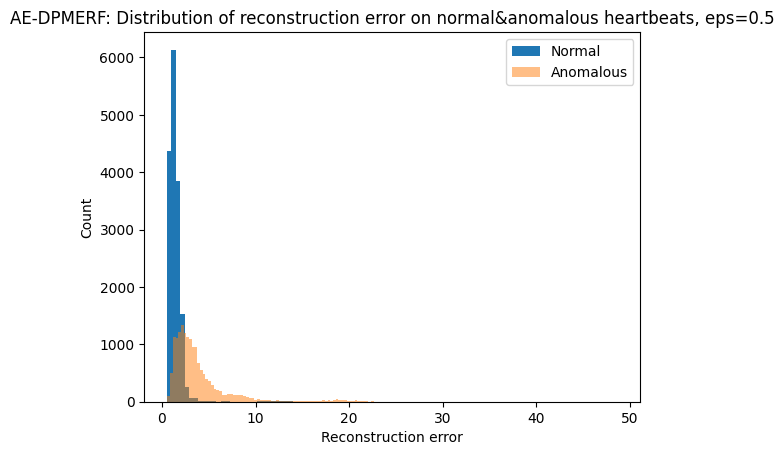 AE-DPMERF: Distribution of reconstruction error on normal&anomalous heartbeats, eps=0.5
Normal
Anomalous
6000
5000
4000
3000
2000
1000
0
Count
0 10 20 30 40 50
Reconstruction error